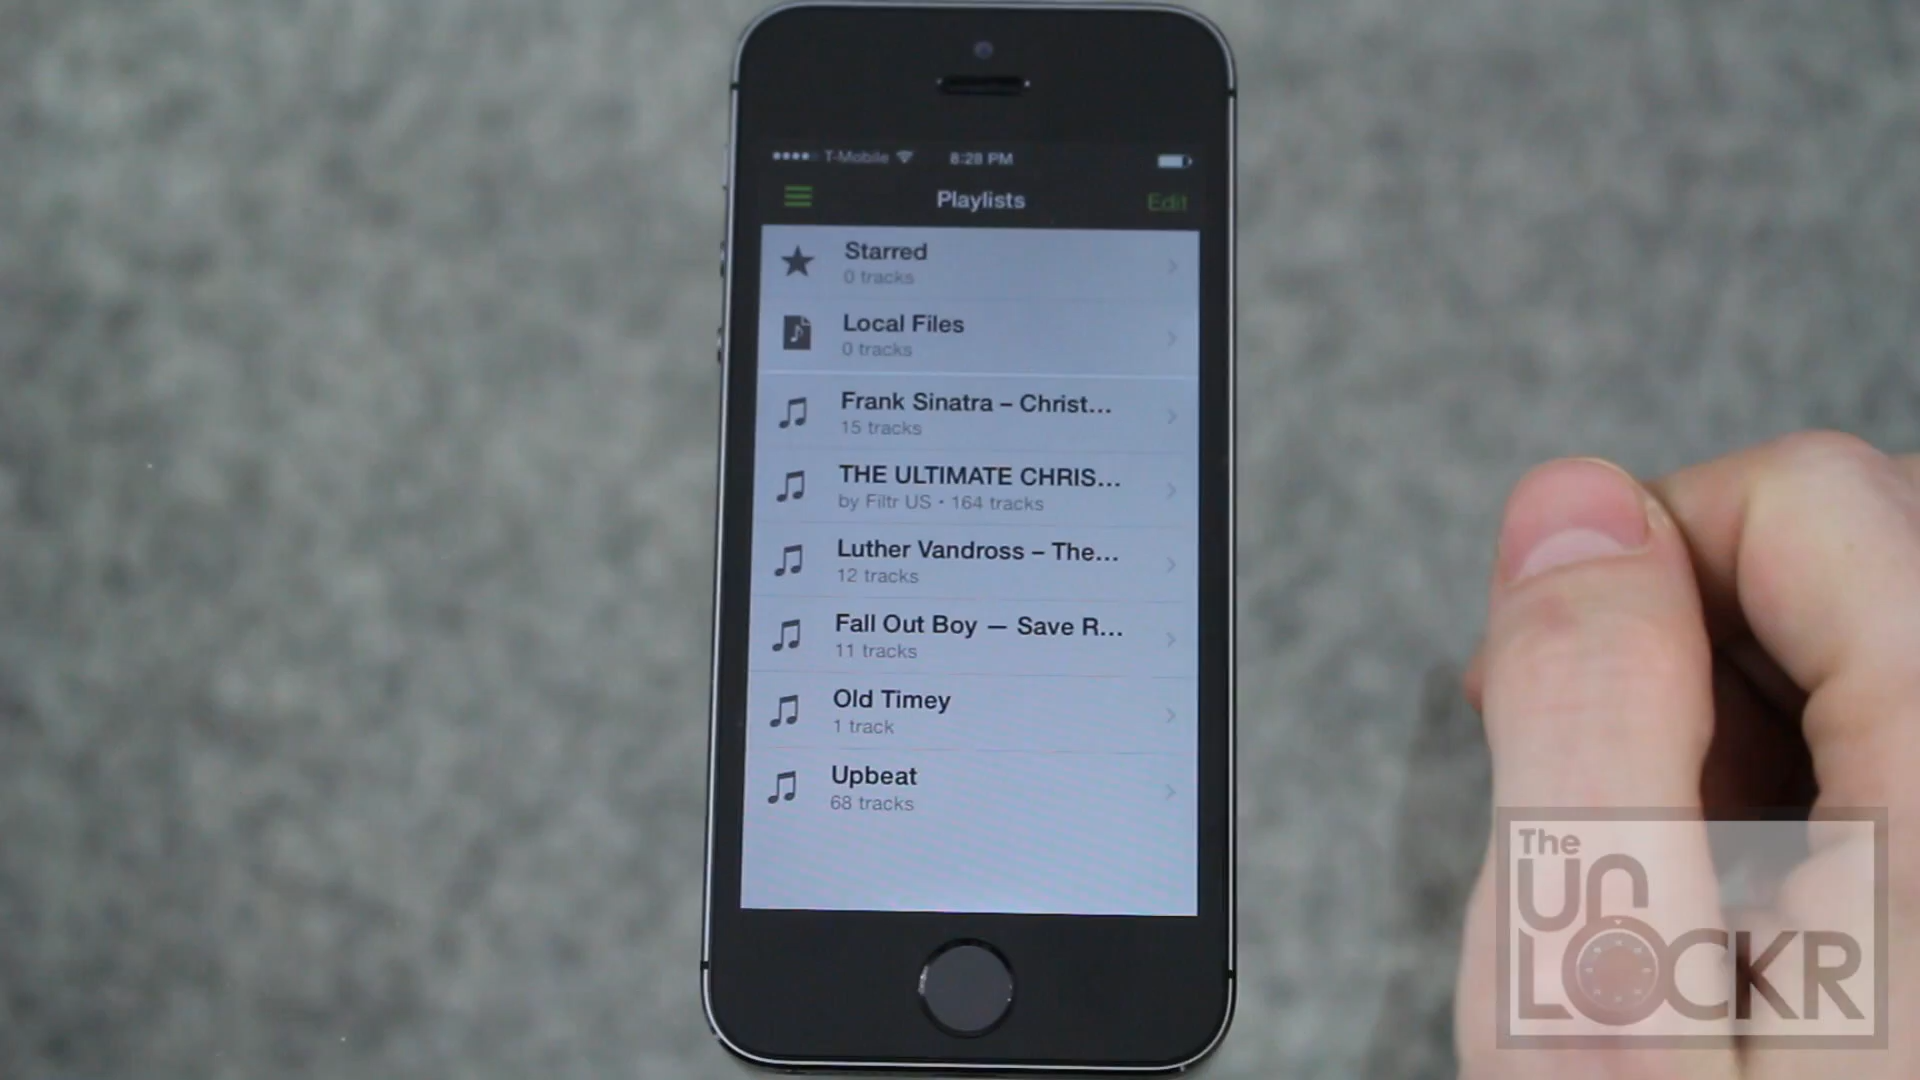 T-Mobile 8:28 PM
Playlists Edit
Starred
0 tracks
Local Files
0 tracks
Frank Sinatra – Christ...
15 tracks
THE ULTIMATE CHRIS...
by Filtr US • 164 tracks
Luther Vandross – The...
12 tracks
Fall Out Boy — Save R...
11 tracks
Old Timey
1 track
Upbeat
68 tracks
The
UN
LOCKR